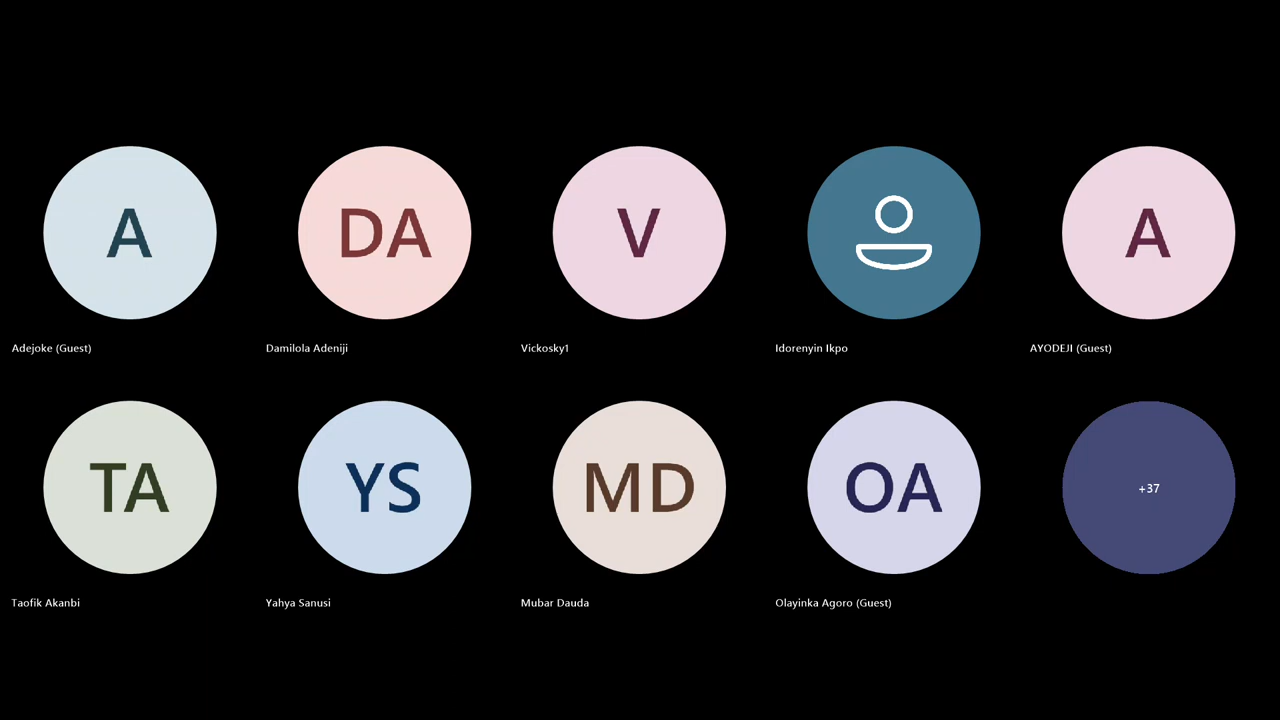 A
DA
V
A
Adejoke (Guest)
Damilola Adeniji
Vickosky1
Idorenyin Ikpo
AYODEJI (Guest)
TA
YS
MD
OA
+37
Taofik Akanbi
Yahya Sanusi
Mubar Dauda
Olayinka Agoro (Guest)